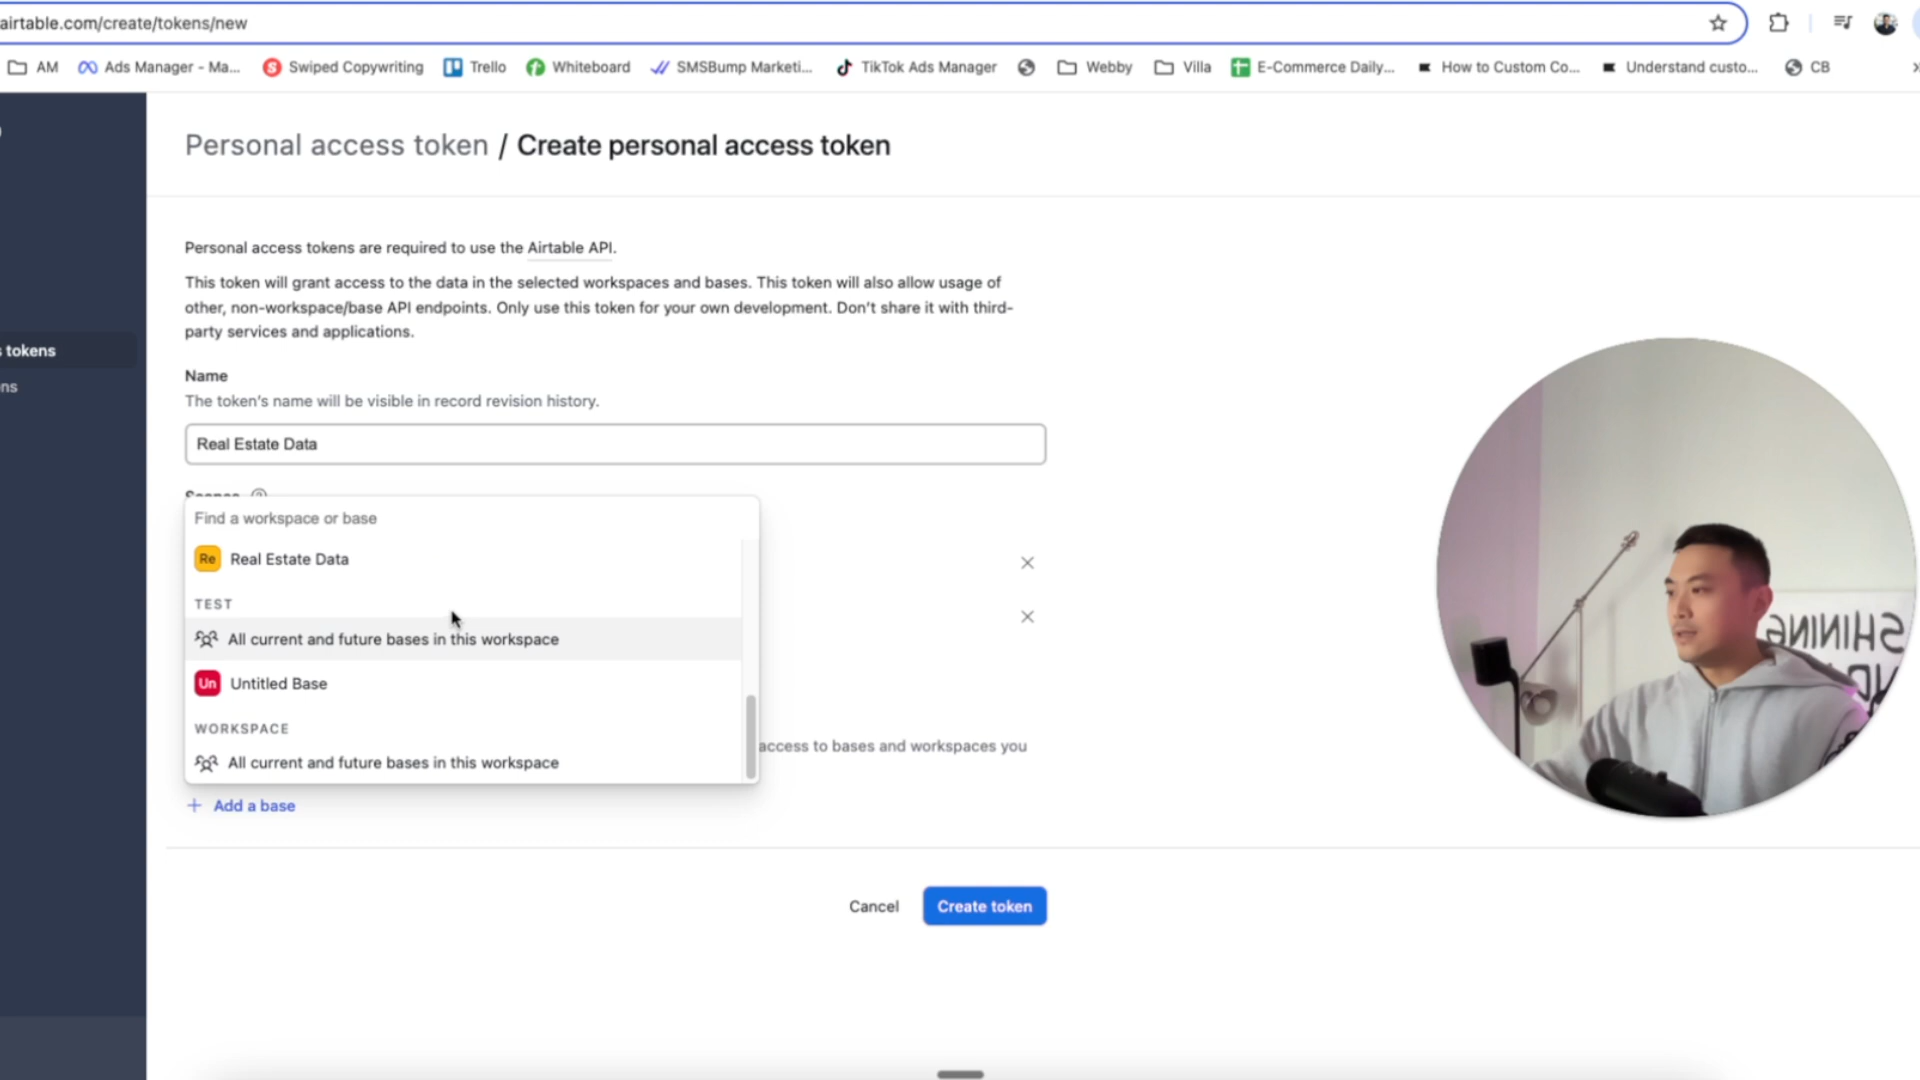 airtable.com/create/tokens/new
AM Ads Manager - Ma... Swiped Copywriting Trello Whiteboard SMSBump Marketi... TikTok Ads Manager Webby Villa E-Commerce Daily... How to Custom Co... Understand custo... CB
Personal access token / Create personal access token
Personal access tokens are required to use the Airtable API.
This token will grant access to the data in the selected workspaces and bases. This token will also allow usage of
other, non-workspace/base API endpoints. Only use this token for your own development. Don't share it with third-
party services and applications.
tokens
Name
The token's name will be visible in record revision history.
Real Estate Data
Find a workspace or base
Re Real Estate Data
TEST
All current and future bases in this workspace
Un Untitled Base
WORKSPACE
access to bases and workspaces you
All current and future bases in this workspace
+ Add a base
Cancel Create token
SHINING